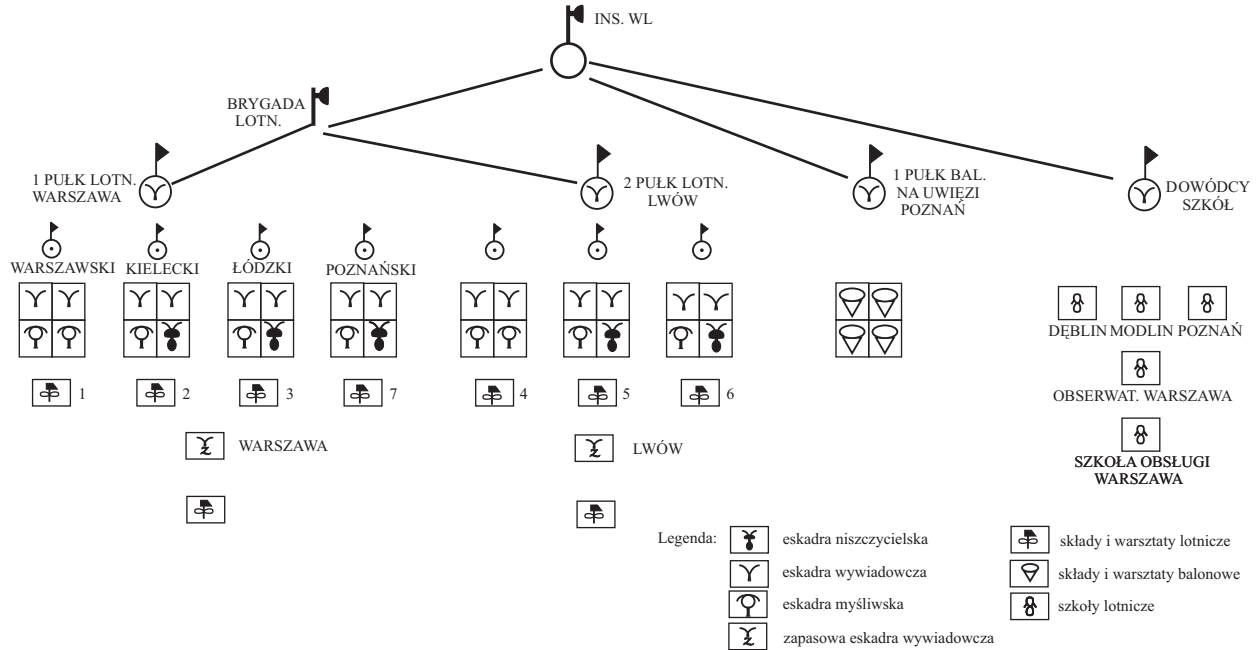 INS. WL
BRYGADA
LOTN.
1 PUŁK LOTN.
WARSZAWA
2 PUŁK LOTN.
LWÓW
1 PUŁK BAL.
NA UWIĘZI
POZNAŃ
DOWÓDCY
SZKÓŁ
WARSZAWSKI
KIELECKI
ŁÓDZKI
POZNAŃSKI
DĘBLIN
MODLIN
POZNAŃ
1
2
3
7
4
5
6
OBSERWAT. WARSZAWA
WARSZAWA
LWÓW
SZKOŁA OBSŁUGI
WARSZAWA
Legenda:
eskadra niszczycielska
eskadra wywiadowcza
eskadra myśliwska
zapasowa eskadra wywiadowcza
składy i warsztaty lotnicze
składy i warsztaty balonowe
szkoły lotnicze